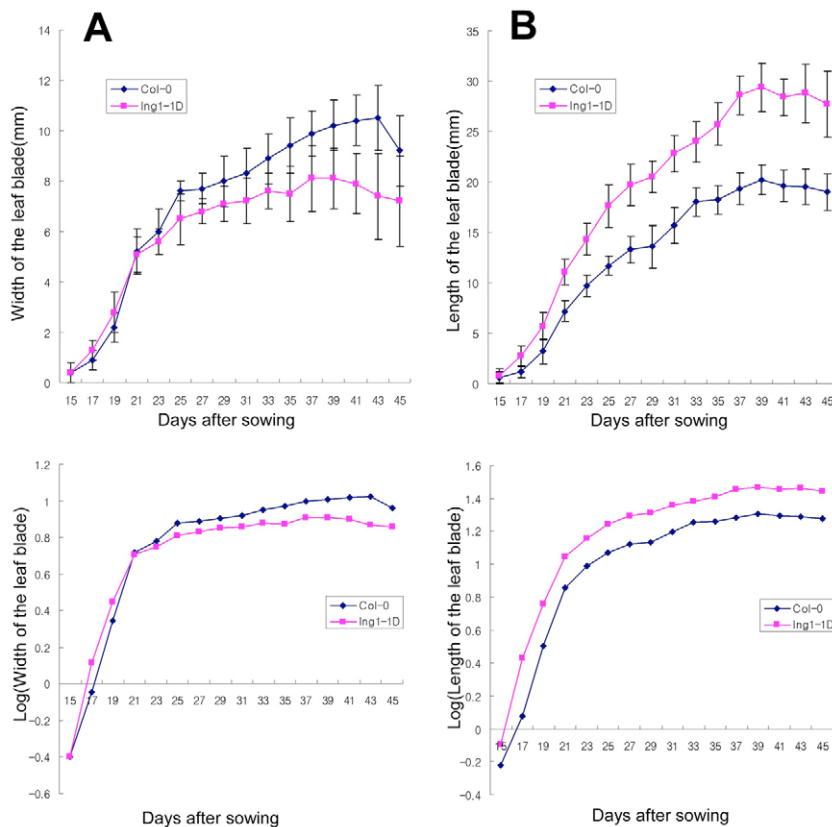 A
14
12
10
8
6
4
2
0
Col-0
lng1-1D
Width of the leaf blade(mm)
15 17 19 21 23 25 27 29 31 33 35 37 39 41 43 45
Days after sowing
B
35
30
25
20
15
10
5
0
Col-0
lng1-1D
Length of the leaf blade(mm)
15 17 19 21 23 25 27 29 31 33 35 37 39 41 43 45
Days after sowing
1.2
1
0.8
0.6
0.4
0.2
0
-0.2
-0.4
-0.6
Col-0
lng1-1D
Log(Width of the leaf blade)
15 17 19 21 23 25 27 29 31 33 35 37 39 41 43 45
Days after sowing
1.6
1.4
1.2
1
0.8
0.6
0.4
0.2
0
-0.2
-0.4
Col-0
lng1-1D
Log(Length of the leaf blade)
15 17 19 21 23 25 27 29 31 33 35 37 39 41 43 45
Days after sowing